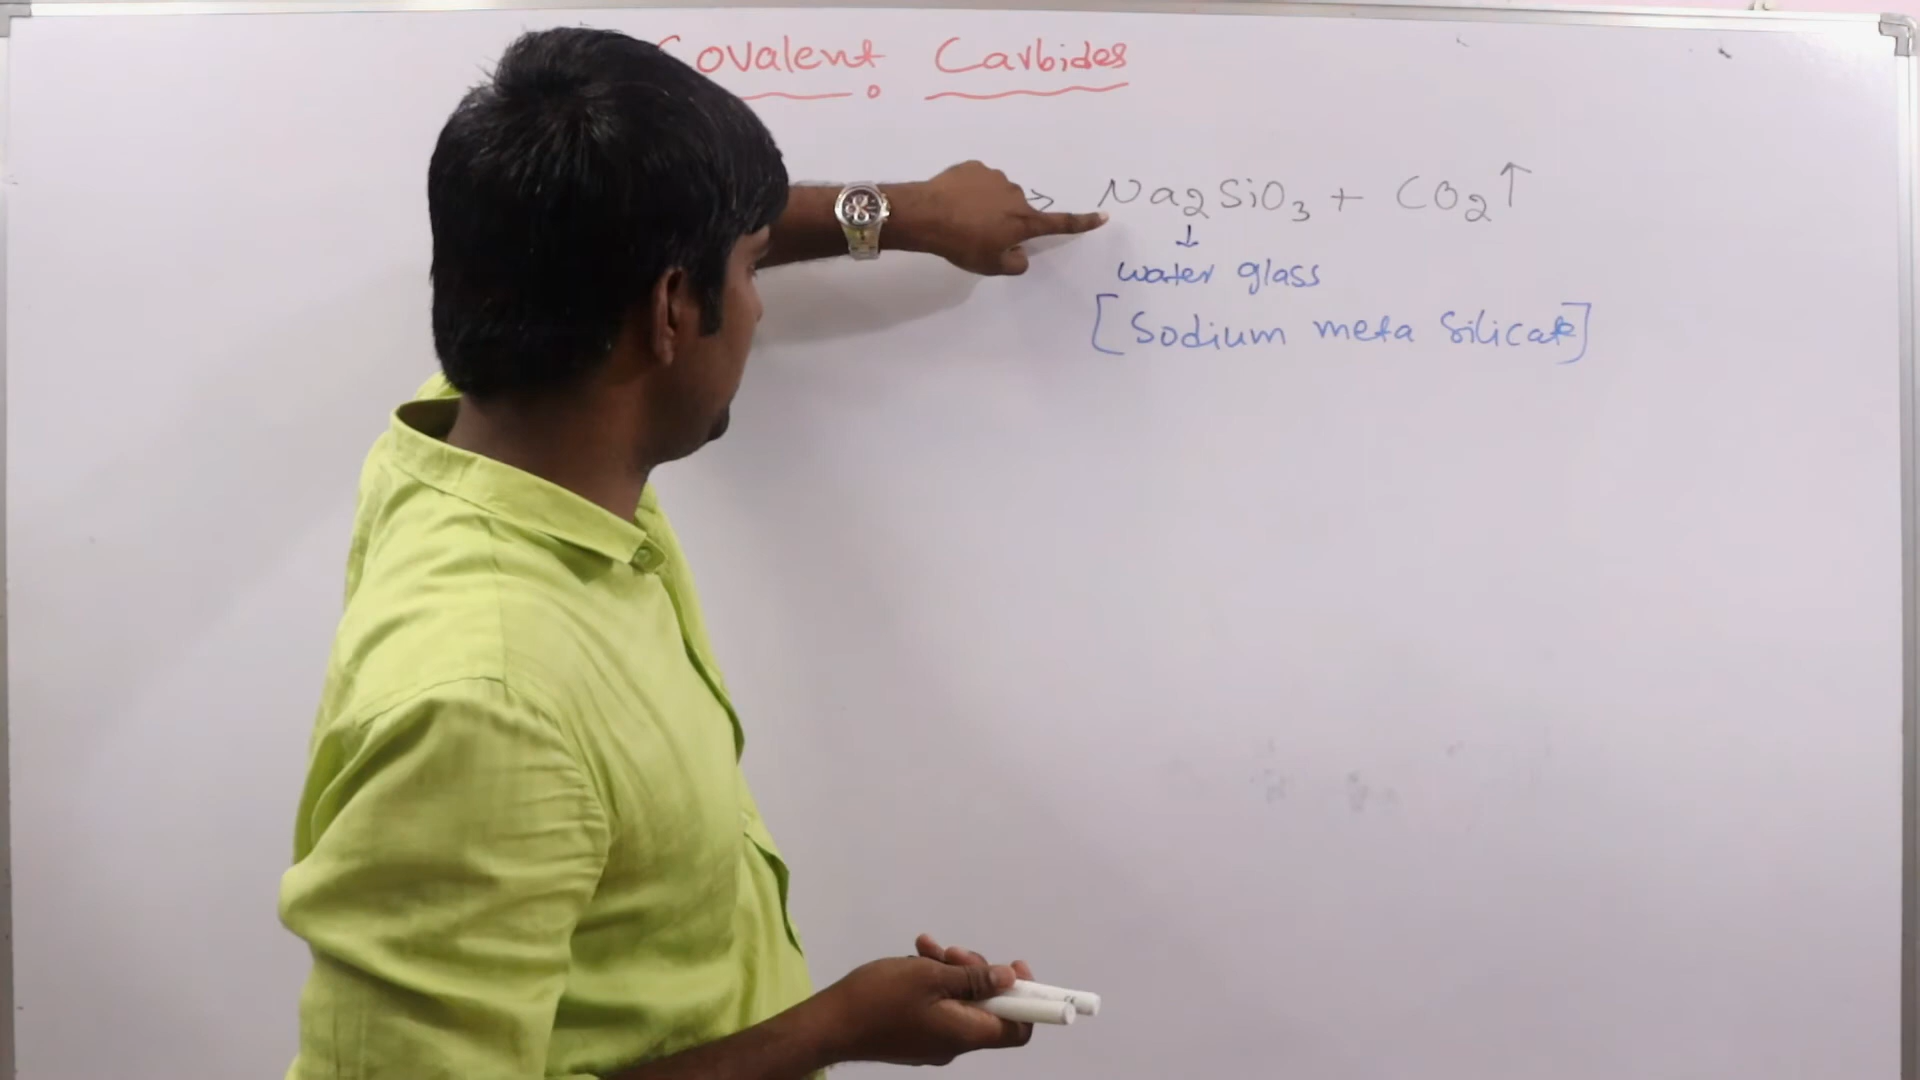 Covalent Carbides
→ Na2SiO3 + CO2↑
↓
water glass
[Sodium meta Silicate]